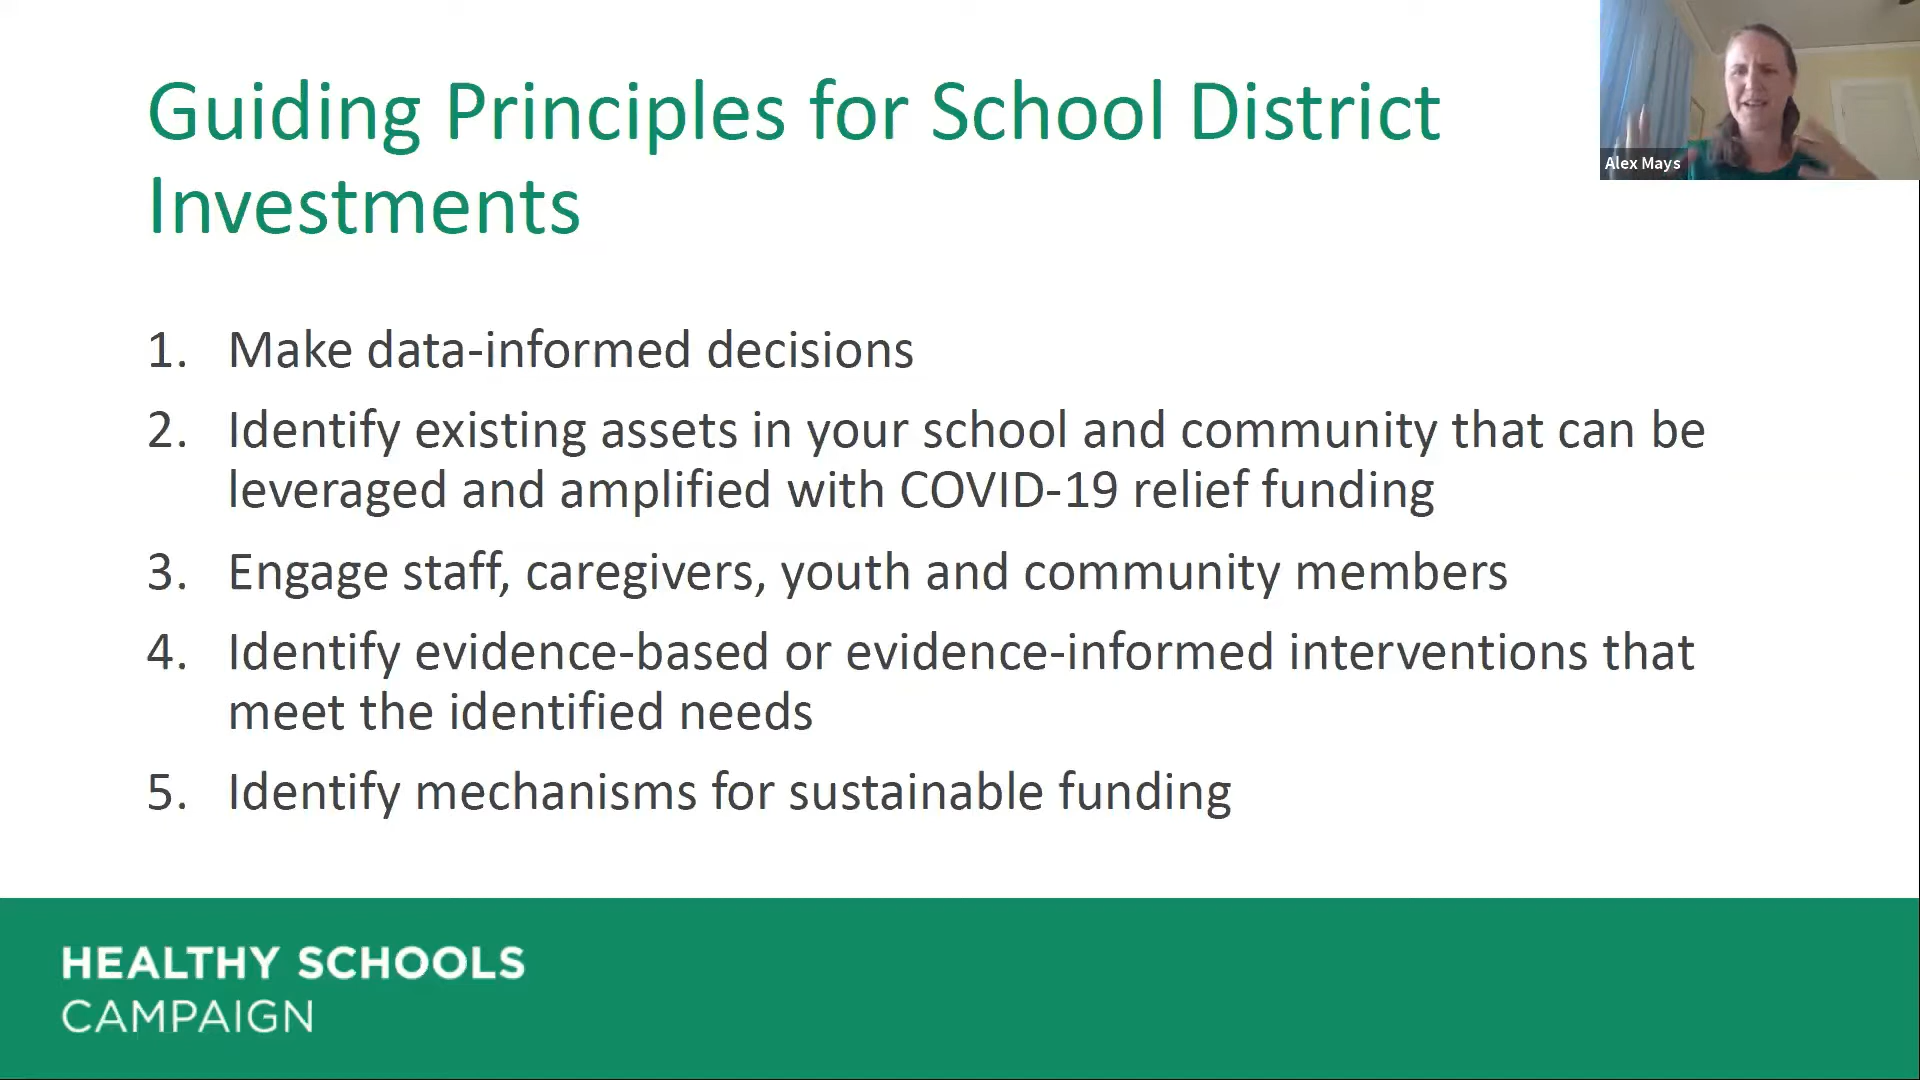 Guiding Principles for School District
Investments
Alex Mays
1. Make data-informed decisions
2. Identify existing assets in your school and community that can be
leveraged and amplified with COVID-19 relief funding
3. Engage staff, caregivers, youth and community members
4. Identify evidence-based or evidence-informed interventions that
meet the identified needs
5. Identify mechanisms for sustainable funding
HEALTHY SCHOOLS
CAMPAIGN